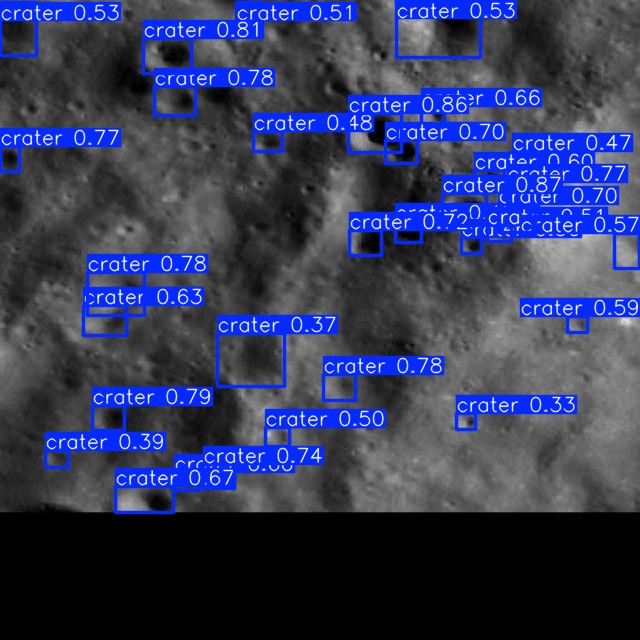 crater 0.53
crater 0.51
crater 0.53
crater 0.81
crater 0.78
crater 0.66
crater 0.86
crater 0.48
crater 0.70
crater 0.77
crater 0.47
crater 0.60
crater 0.77
crater 0.87
crater 0.70
crater 0.51
crater 0.72
crater 0.57
crater 0.78
crater 0.63
crater 0.59
crater 0.37
crater 0.78
crater 0.79
crater 0.33
crater 0.50
crater 0.39
crater 0.74
crater 0.67